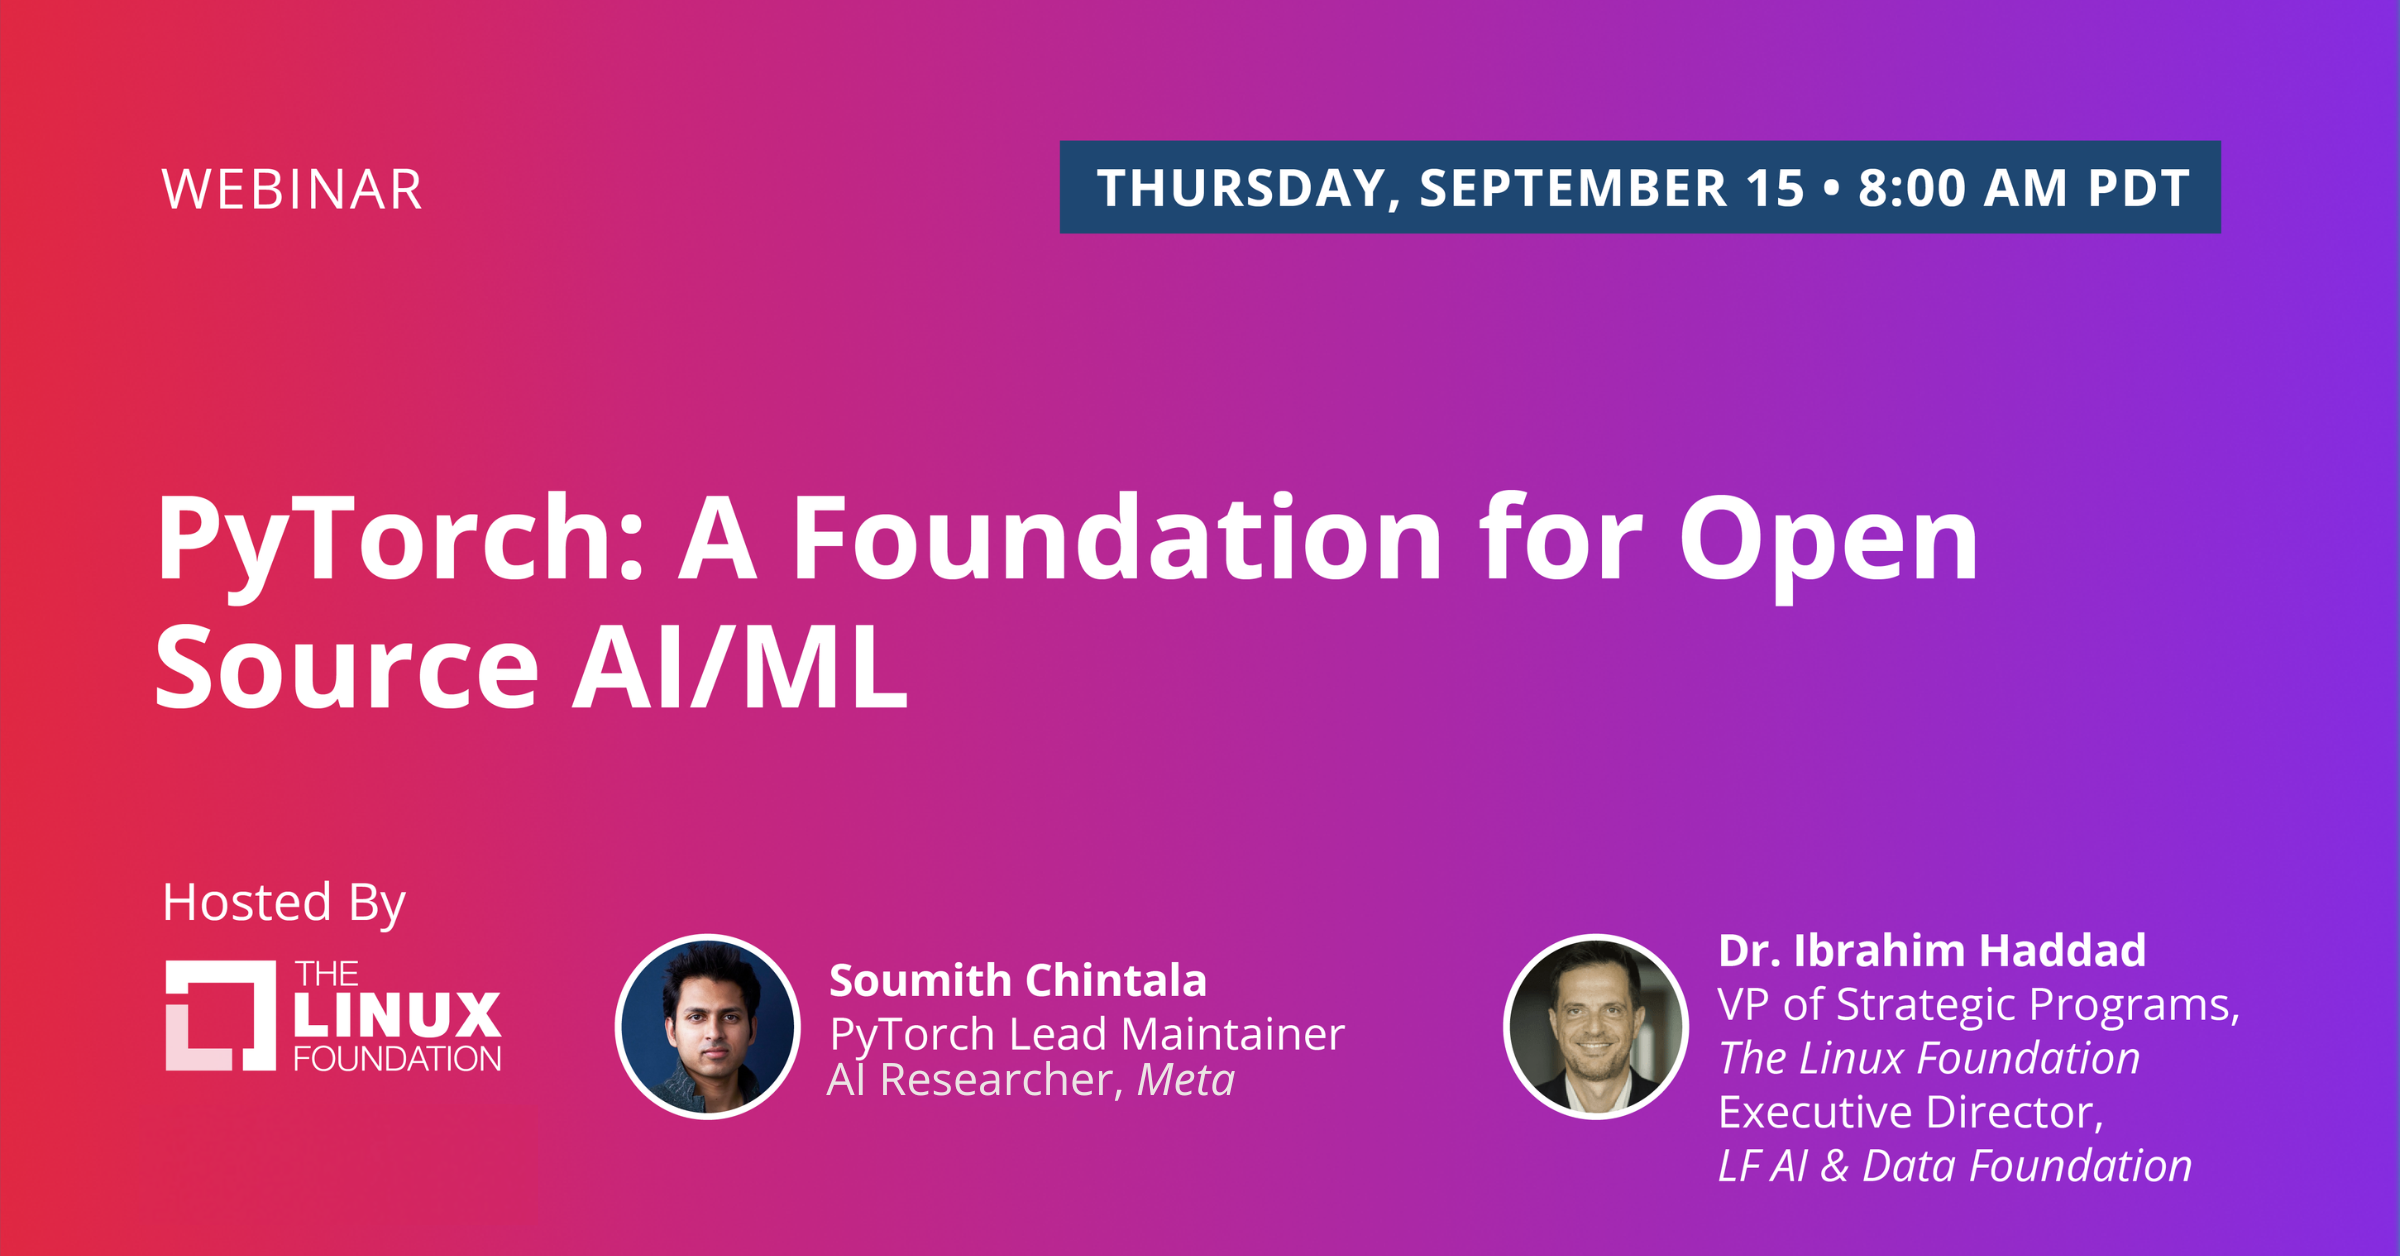 WEBINAR
THURSDAY, SEPTEMBER 15 • 8:00 AM PDT
PyTorch: A Foundation for Open
Source AI/ML
Hosted By
THE
LINUX
FOUNDATION
Soumith Chintala
PyTorch Lead Maintainer
AI Researcher, Meta
Dr. Ibrahim Haddad
VP of Strategic Programs,
The Linux Foundation
Executive Director,
LF AI & Data Foundation